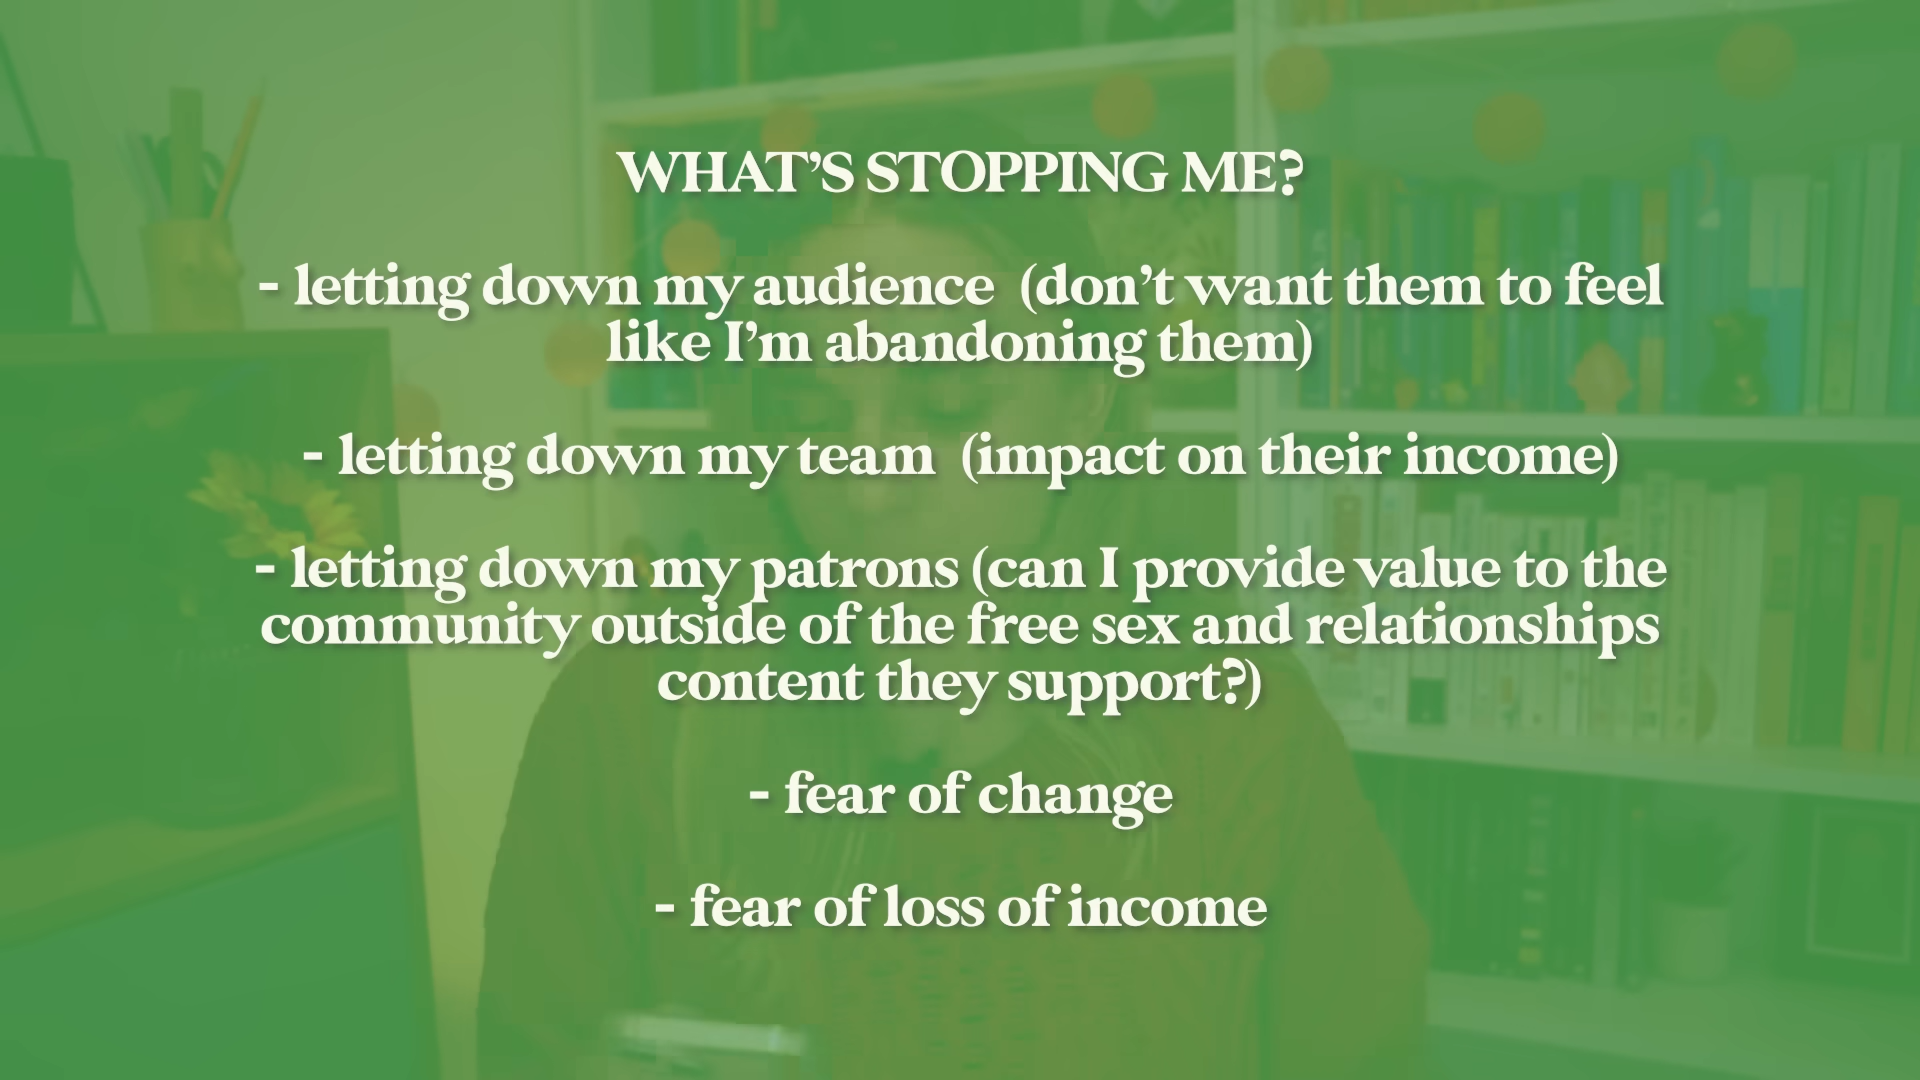 WHAT’S STOPPING ME?
- letting down my audience (don’t want them to feel
like I’m abandoning them)
- letting down my team (impact on their income)
- letting down my patrons (can I provide value to the
community outside of the free sex and relationships
content they support?)
- fear of change
- fear of loss of income